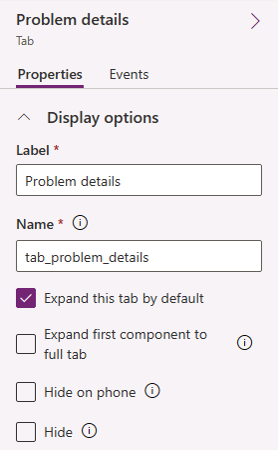 Problem details
Tab
Properties Events
Display options
Label *
Problem details
Name *
tab_problem_details
Expand this tab by default
Expand first component to
full tab
Hide on phone
Hide